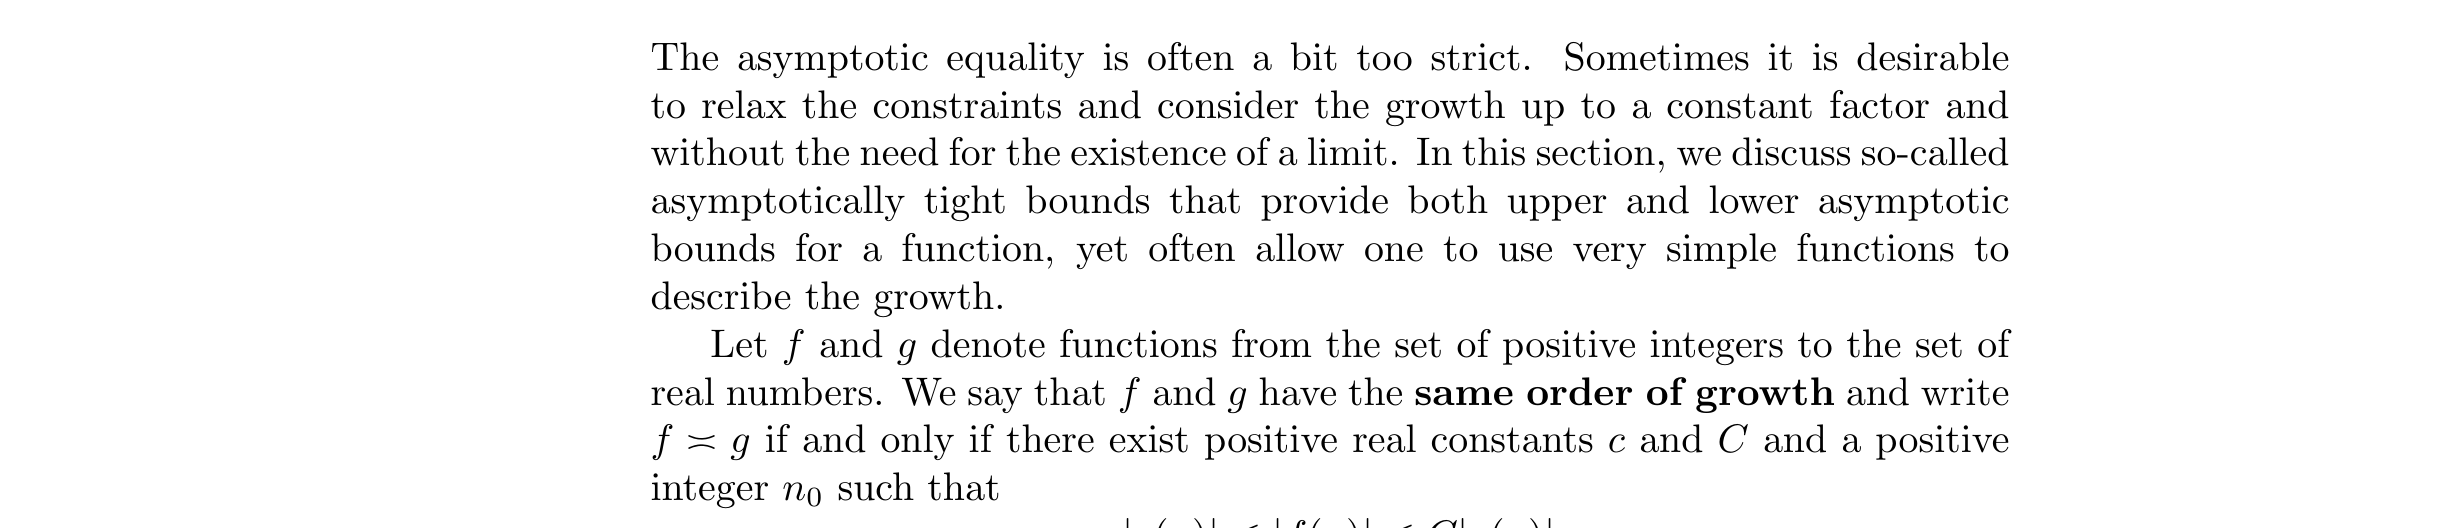 The asymptotic equality is often a bit too strict. Sometimes it is desirable
to relax the constraints and consider the growth up to a constant factor and
without the need for the existence of a limit. In this section, we discuss so-called
asymptotically tight bounds that provide both upper and lower asymptotic
bounds for a function, yet often allow one to use very simple functions to
describe the growth.
Let f and g denote functions from the set of positive integers to the set of
real numbers. We say that f and g have the same order of growth and write
f ≍ g if and only if there exist positive real constants c and C and a positive
integer n₀ such that